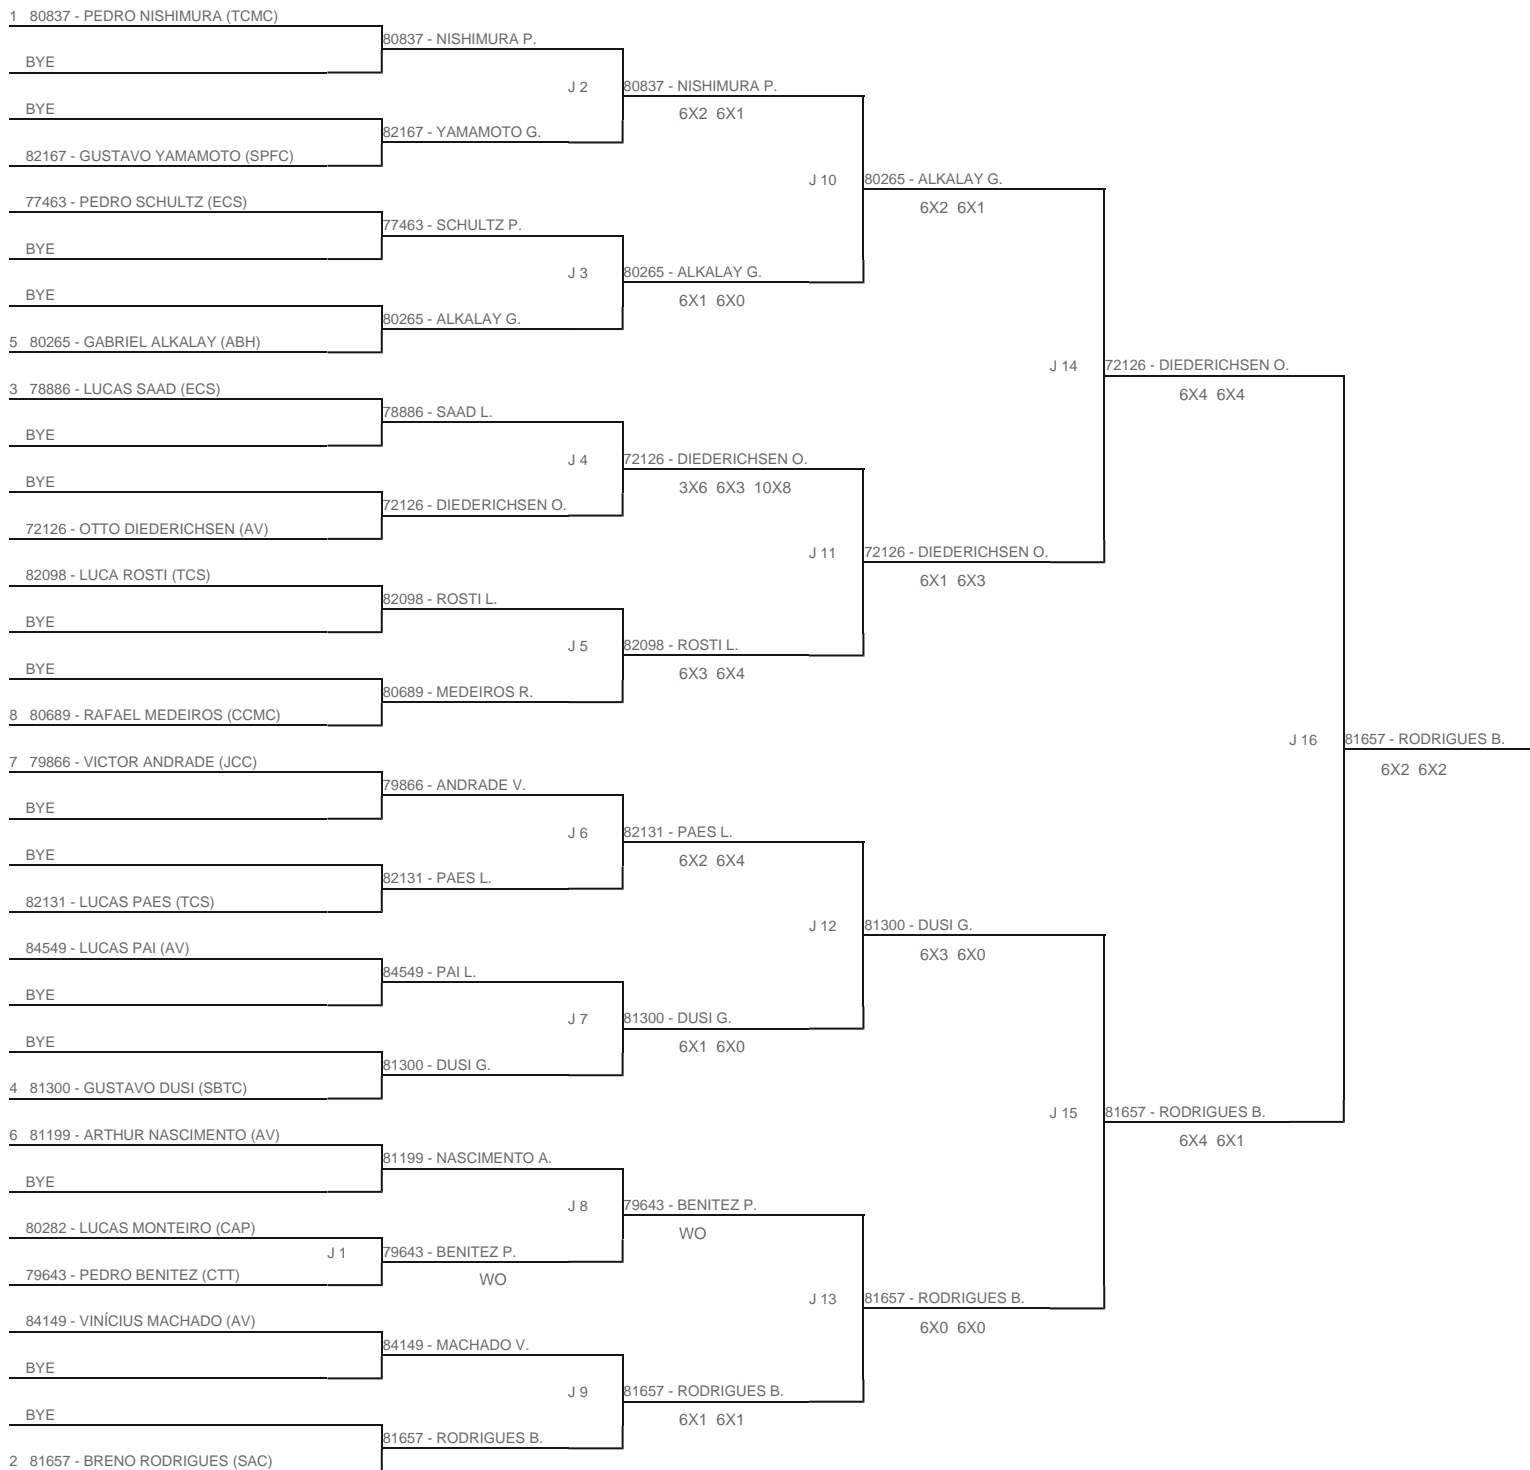 1 80837 - PEDRO NISHIMURA (TCMC)
80837 - NISHIMURA P.
BYE
J 2
80837 - NISHIMURA P.
6X2 6X1
BYE
82167 - YAMAMOTO G.
82167 - GUSTAVO YAMAMOTO (SPFC)
J 10
80265 - ALKALAY G.
6X2 6X1
77463 - PEDRO SCHULTZ (ECS)
77463 - SCHULTZ P.
BYE
J 3
80265 - ALKALAY G.
6X1 6X0
BYE
80265 - ALKALAY G.
5 80265 - GABRIEL ALKALAY (ABH)
J 14
72126 - DIEDERICHSEN O.
6X4 6X4
3 78886 - LUCAS SAAD (ECS)
78886 - SAAD L.
BYE
J 4
72126 - DIEDERICHSEN O.
3X6 6X3 10X8
BYE
72126 - DIEDERICHSEN O.
72126 - OTTO DIEDERICHSEN (AV)
J 11
72126 - DIEDERICHSEN O.
6X1 6X3
82098 - LUCA ROSTI (TCS)
82098 - ROSTI L.
BYE
J 5
82098 - ROSTI L.
6X3 6X4
BYE
80689 - MEDEIROS R.
8 80689 - RAFAEL MEDEIROS (CCMC)
J 16
81657 - RODRIGUES B.
6X2 6X2
7 79866 - VICTOR ANDRADE (JCC)
79866 - ANDRADE V.
BYE
J 6
82131 - PAES L.
6X2 6X4
BYE
82131 - PAES L.
82131 - LUCAS PAES (TCS)
J 12
81300 - DUSI G.
6X3 6X0
84549 - LUCAS PAI (AV)
84549 - PAI L.
BYE
J 7
81300 - DUSI G.
6X1 6X0
BYE
81300 - DUSI G.
4 81300 - GUSTAVO DUSI (SBTC)
J 15
81657 - RODRIGUES B.
6X4 6X1
6 81199 - ARTHUR NASCIMENTO (AV)
81199 - NASCIMENTO A.
BYE
J 8
79643 - BENITEZ P.
WO
80282 - LUCAS MONTEIRO (CAP)
J 1
79643 - BENITEZ P.
WO
79643 - PEDRO BENITEZ (CTT)
J 13
81657 - RODRIGUES B.
6X0 6X0
84149 - VINÍCIUS MACHADO (AV)
84149 - MACHADO V.
BYE
J 9
81657 - RODRIGUES B.
6X1 6X1
BYE
81657 - RODRIGUES B.
2 81657 - BRENO RODRIGUES (SAC)